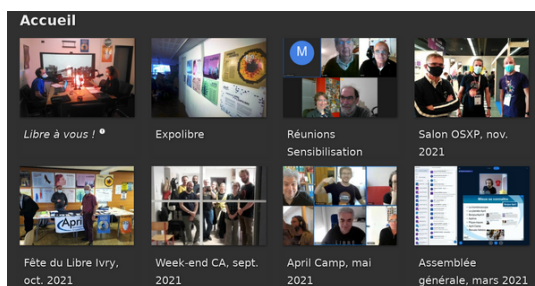 Accueil
M
Libre à vous !
Expolibre
Réunions
Sensibilisation
Salon OSXP, nov.
2021
April
Fête du Libre Ivry,
oct. 2021
Week-end CA, sept.
2021
April Camp, mai
2021
Assemblée
générale, mars 2021